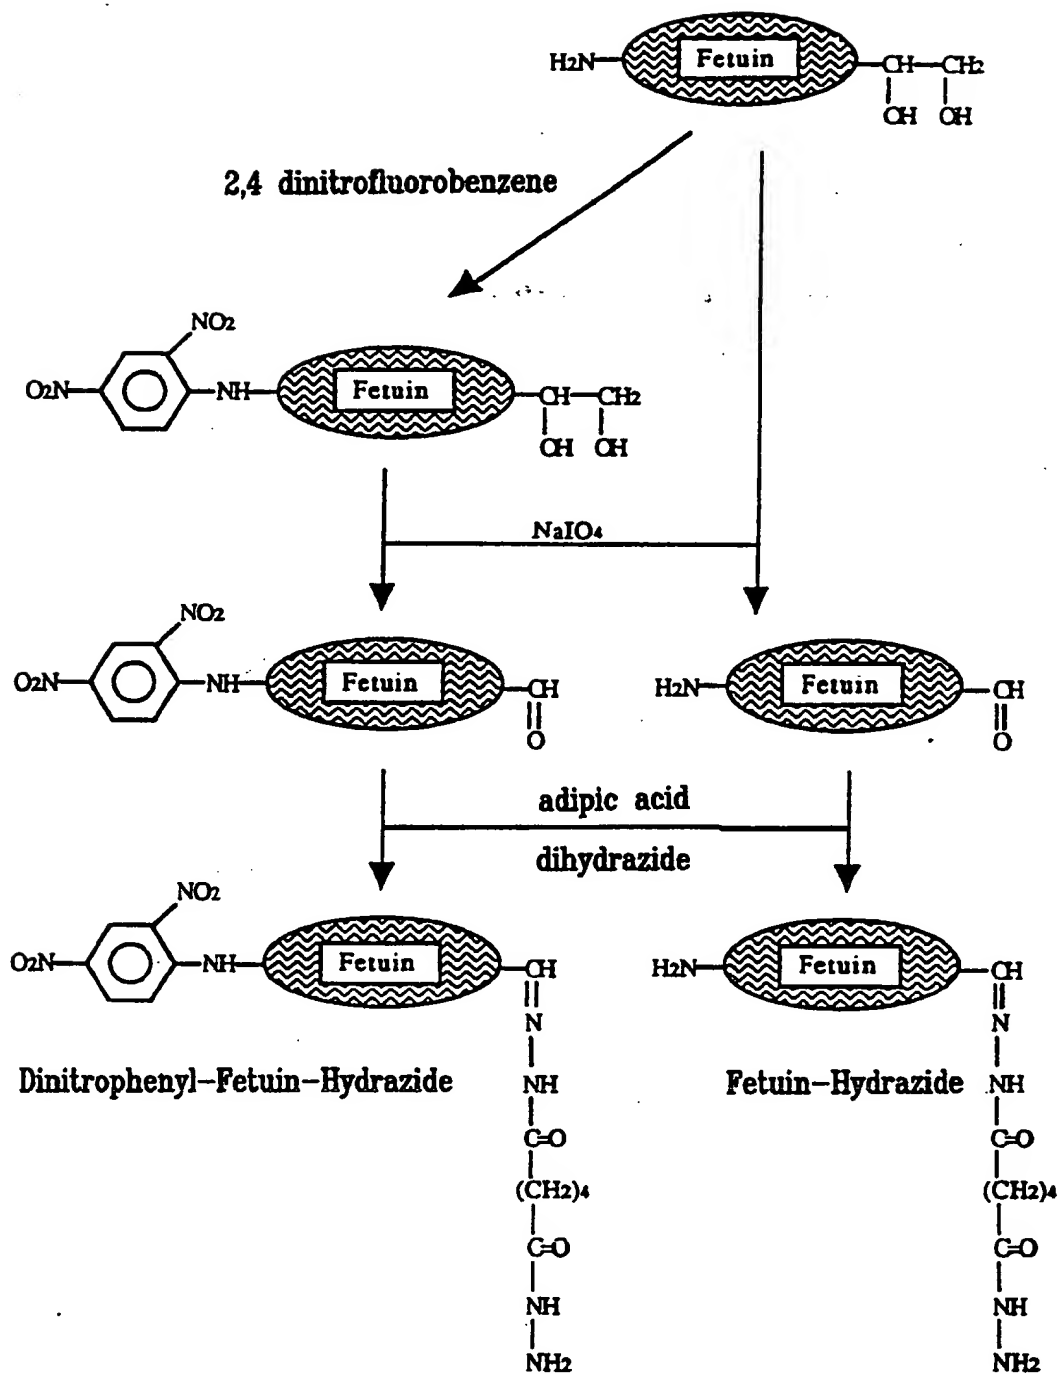 H2N Fetuin CH CH2
OH OH
2,4 dinitrofluorobenzene
NO2
O2N NH Fetuin CH CH2
OH OH
NaIO4
NO2
O2N NH Fetuin CH
O
H2N Fetuin CH
O
adipic acid
dihydrazide
NO2
O2N NH Fetuin CH
N
Dinitrophenyl-Fetuin-Hydrazide NH
C=O
(CH2)4
C=O
NH
NH2
H2N Fetuin CH
N
Fetuin-Hydrazide NH
C=O
(CH2)4
C=O
NH
NH2